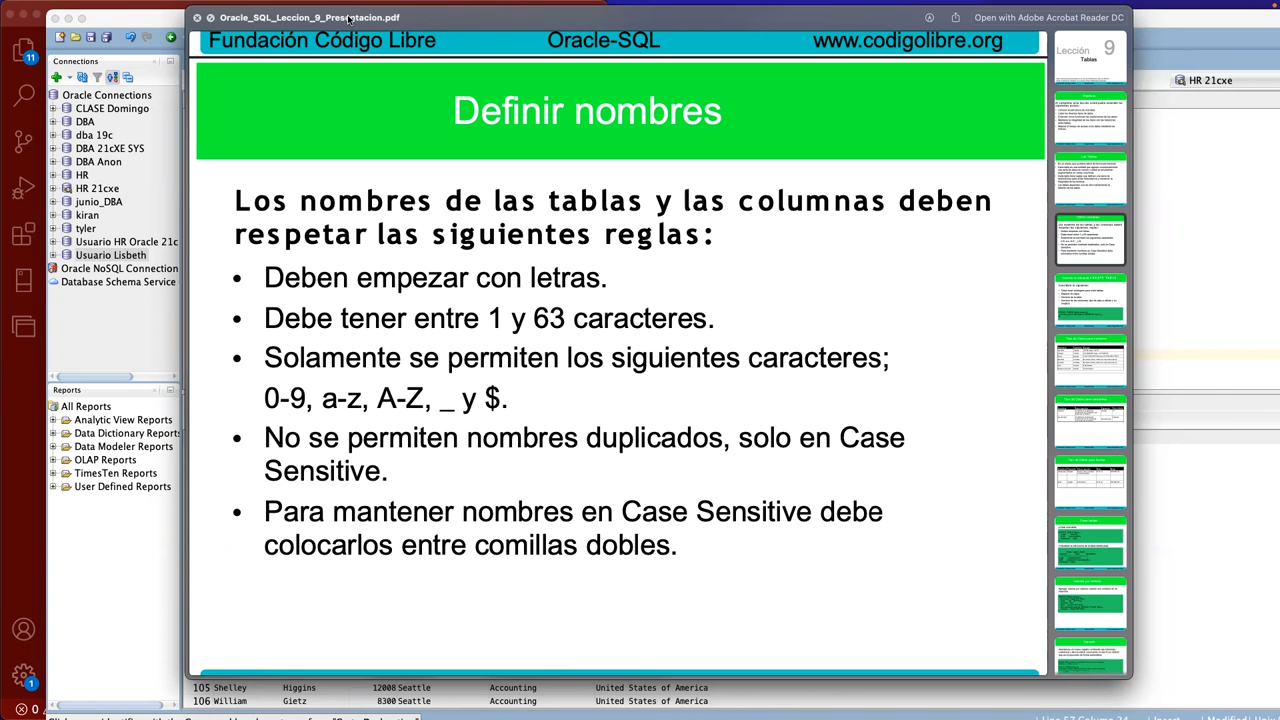 Oracle_SQL_Leccion_9_Presentacion.pdf
Open with Adobe Acrobat Reader DC
Fundación Código Libre Oracle-SQL www.codigolibre.org
Definir nombres
Los nombres de las tablas y las columnas deben
respetar las siguientes reglas:
• Deben empezar con letras.
• Debe tener entre 1 y 63 caracteres.
• Solamente se permiten los siguientes caracteres;
0-9, a-z, A-Z, _ y $.
• No se permiten nombres duplicados, solo en Case
Sensitive.
• Para mantener nombres en Case Sensitive debe
colocarlos entre comillas dobles.
Lección 9
Tablas
11
Connections
Oracle Connections
CLASE Domingo
DBA
dba 19c
DBA 21cXE SYS
DBA Anon
HR
HR 21cxe
junio_DBA
kiran
tyler
Usuario HR Oracle 21c
Usuario Lisbeth
Oracle NoSQL Connection
Database Schema Service
Reports
All Reports
Analytic View Reports
Data Dictionary Reports
Data Modeler Reports
OLAP Reports
TimesTen Reports
User Defined Reports
HR 21cxe
105 Shelley Higgins 12008 Seattle Accounting United States of America
106 William Gietz 8300 Seattle Accounting United States of America
1
0